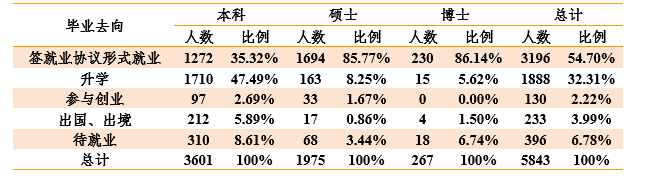 毕业去向 本科 硕士 博士 总计
人数 比例 人数 比例 人数 比例 人数 比例
签就业协议形式就业 1272 35.32% 1694 85.77% 230 86.14% 3196 54.70%
升学 1710 47.49% 163 8.25% 15 5.62% 1888 32.31%
参与创业 97 2.69% 33 1.67% 0 0.00% 130 2.22%
出国、出境 212 5.89% 17 0.86% 4 1.50% 233 3.99%
待就业 310 8.61% 68 3.44% 18 6.74% 396 6.78%
总计 3601 100% 1975 100% 267 100% 5843 100%